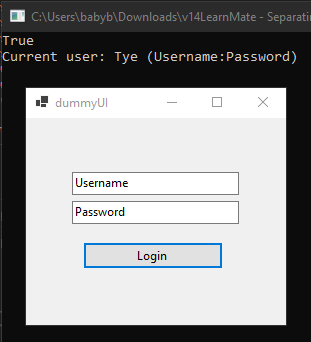 C:\Users\babyb\Downloads\v14LearnMate - Separatin
True
Current user: Tye (Username:Password)
dummyUI
Username
Password
Login